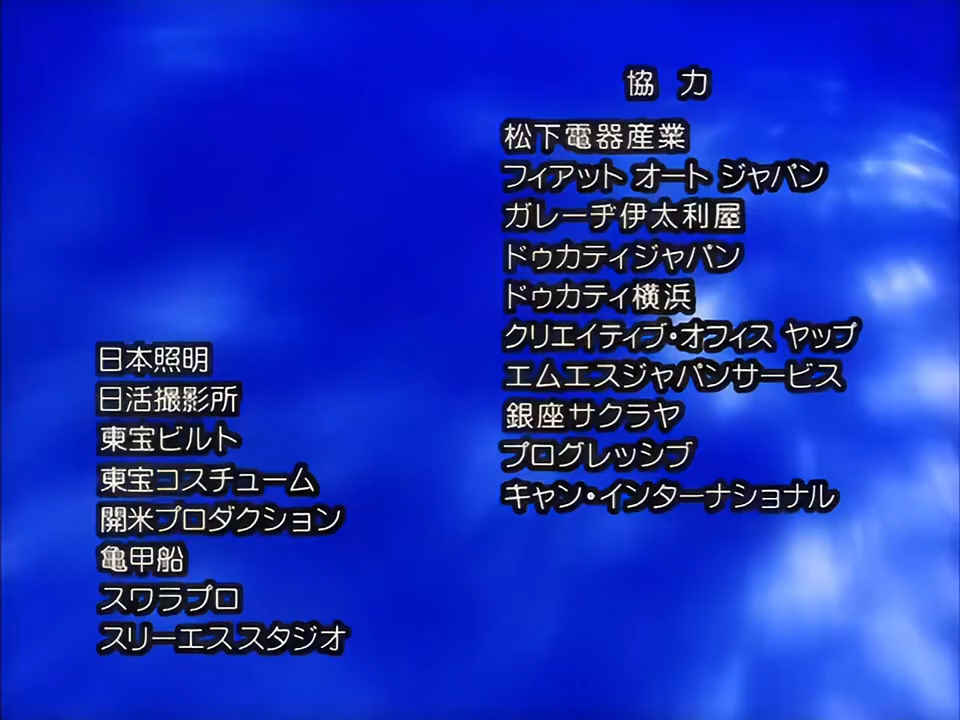 協 力
松下電器産業
フィアット オート ジャパン
ガレーヂ伊太利屋
ドゥカティジャパン
ドゥカティ横浜
クリエイティブ・オフィス ヤップ
エムエスジャパンサービス
銀座サクラヤ
プログレッシブ
キャン・インターナショナル
日本照明
日活撮影所
東宝ビルト
東宝コスチューム
開米プロダクション
亀甲船
スワラプロ
スリーエススタジオ